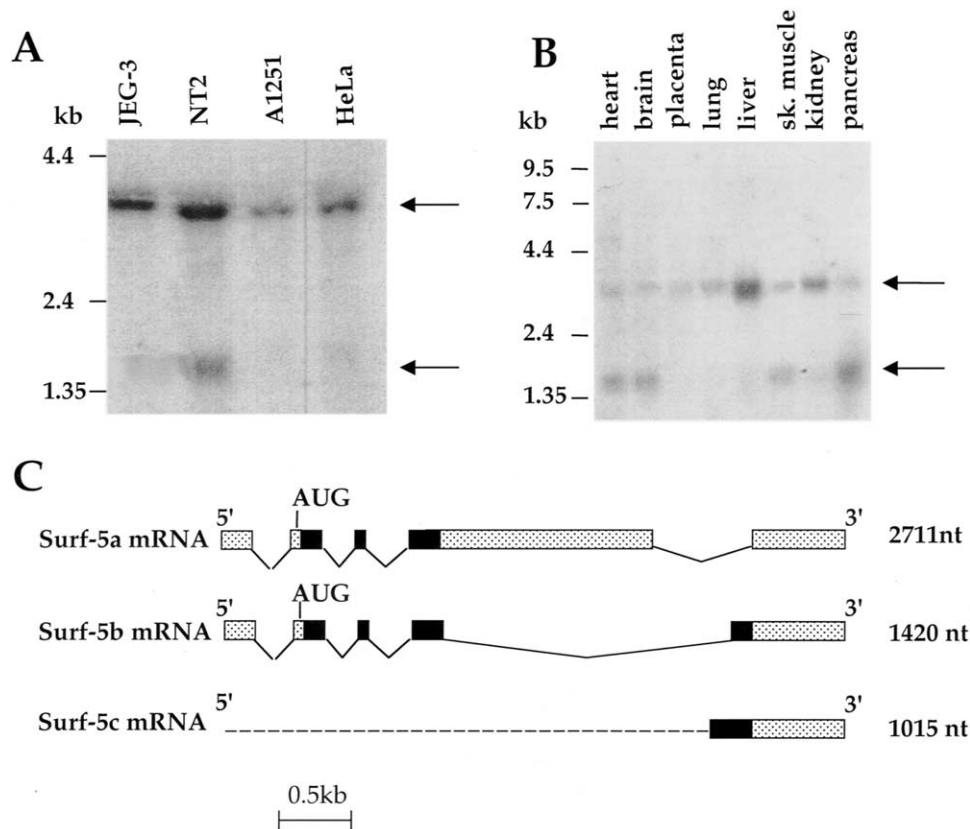 A
kb
JEG-3
NT2
A1251
HeLa
4.4
2.4
1.35
B
kb
heart
brain
placenta
lung
liver
sk. muscle
kidney
pancreas
9.5
7.5
4.4
2.4
1.35
C
AUG
5'
3'
Surf-5a mRNA
2711nt
AUG
5'
3'
Surf-5b mRNA
1420 nt
5'
3'
Surf-5c mRNA
1015 nt
0.5kb